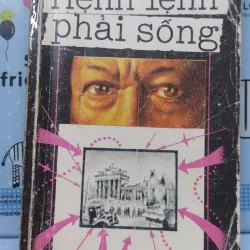 mệnh lệnh
phải sống